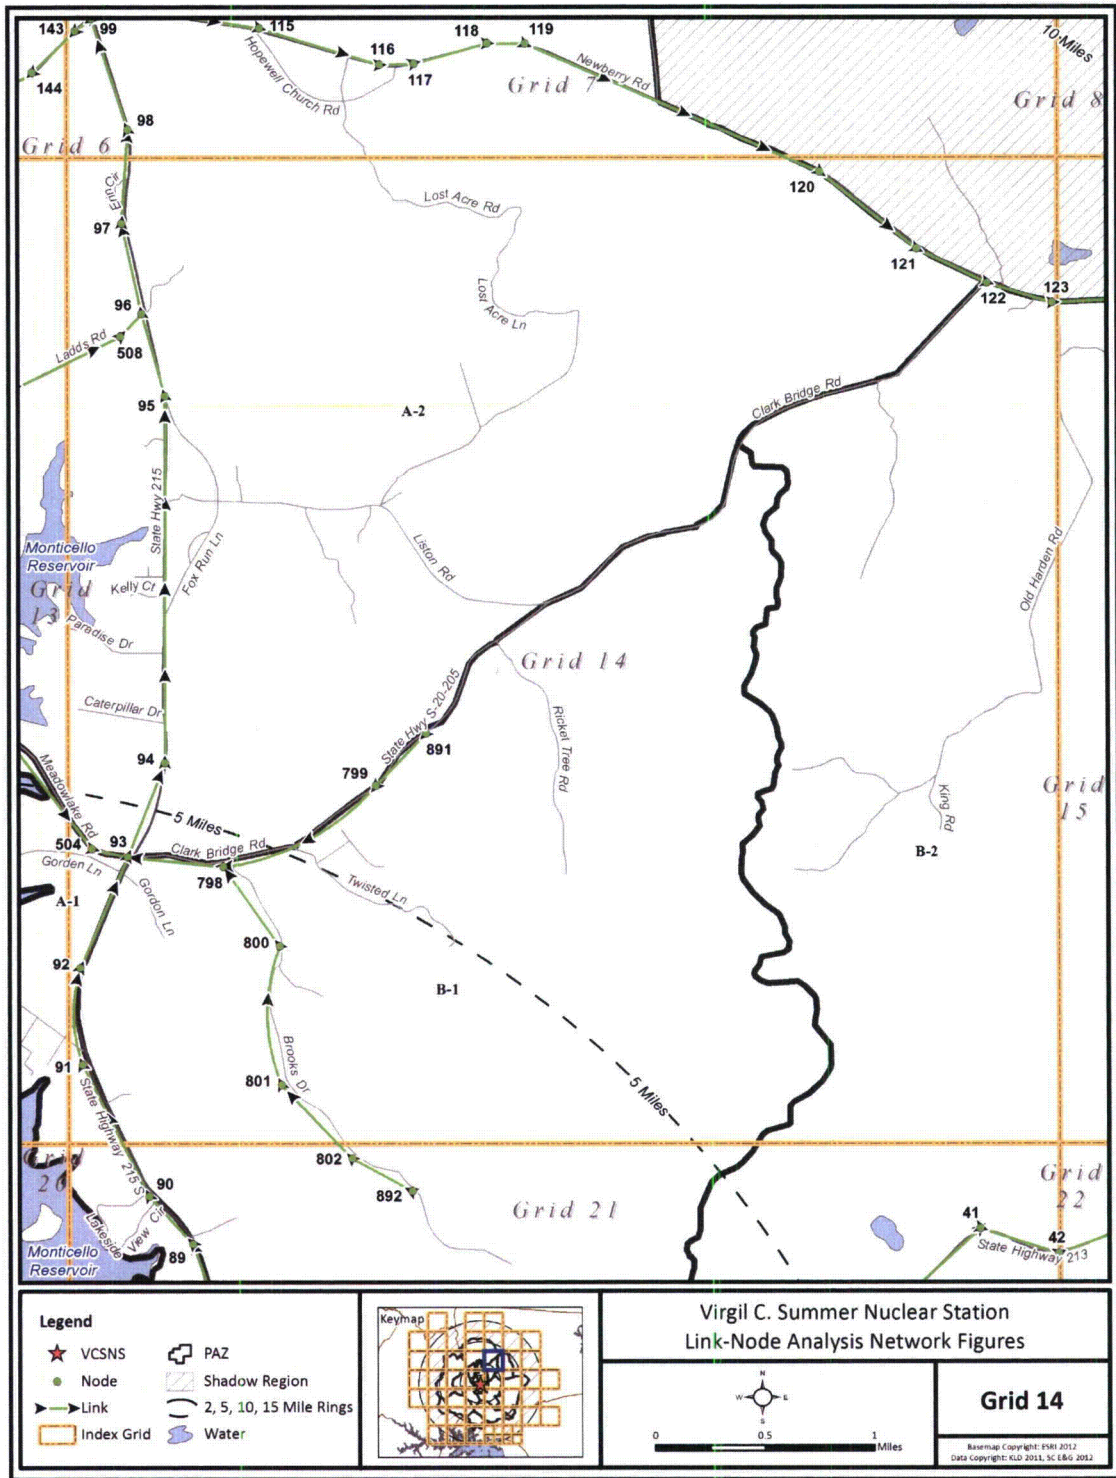 143
99
115
118
119
116
117
144
Hopewell Church Rd
Newberry Rd
10 Miles
Grid 7
Grid 8
98
Grid 6
120
Enna Cir
97
Lost Acre Rd
121
122
123
96
Lost Acre Ln
Ladds Rd
508
95
A-2
Clark Bridge Rd
State Hwy 215
Monticello
Reservoir
Liston Rd
Fox Run Ln
Kelly Ct
Old Harden Rd
Grid
13
Paradise Dr
Grid 14
Caterpillar Dr
State Hwy S-20-205
Ricket Tree Rd
891
94
799
Meadowlake Rd
5 Miles
Grid
15
King Rd
504
93
Clark Bridge Rd
Gorden Ln
798
Twisted Ln
B-2
A-1
Gordon Ln
800
92
B-1
Brooks Dr
91
801
5 Miles
State Highway 215 S
802
Grid
20
90
892
Grid 21
Grid
22
41
42
State Highway 213
Lakeside
View Cir
89
Monticello
Reservoir
Legend
VCSNS
PAZ
Node
Shadow Region
Link
2, 5, 10, 15 Mile Rings
Index Grid
Water
Keymap
Virgil C. Summer Nuclear Station
Link-Node Analysis Network Figures
N
W
E
S
0
0.5
1
Miles
Grid 14
Basemap Copyright: ESRI 2012
Data Copyright: KLD 2011, SC E&G 2012